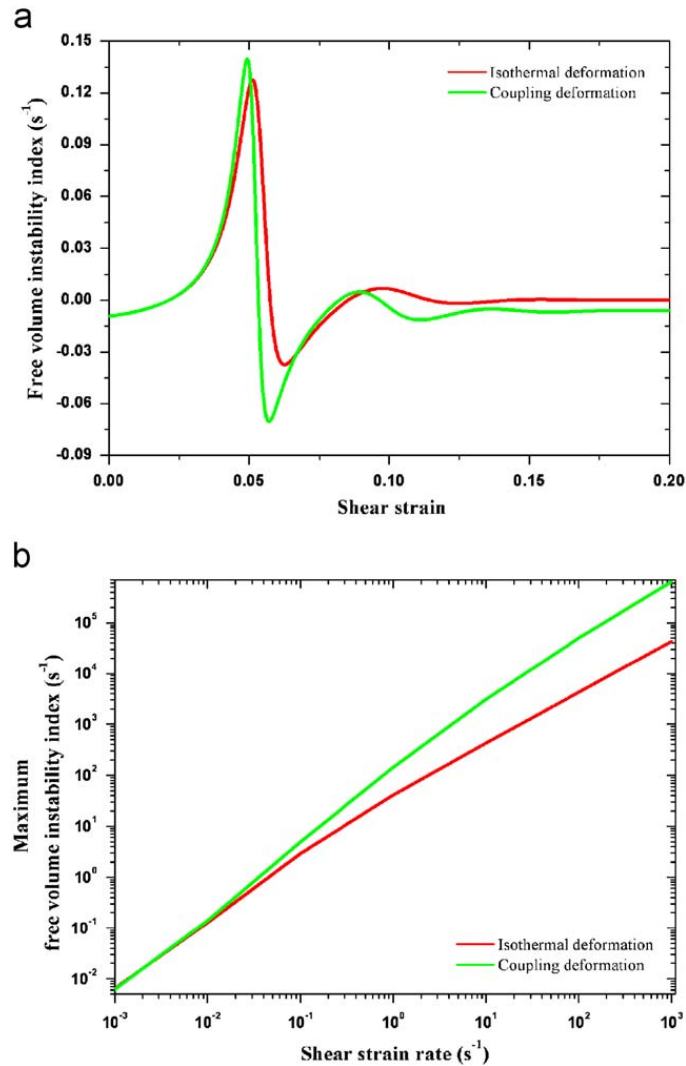 a
0.15
0.12
0.09
0.06
0.03
0.00
-0.03
-0.06
-0.09
Free volume instability index (s⁻¹)
Isothermal deformation
Coupling deformation
0.00 0.05 0.10 0.15 0.20
Shear strain
b
10⁵
10⁴
10³
10²
10¹
10⁰
10⁻¹
10⁻²
Maximum
free volume instability index (s⁻¹)
Isothermal deformation
Coupling deformation
10⁻³ 10⁻² 10⁻¹ 10⁰ 10¹ 10² 10³
Shear strain rate (s⁻¹)